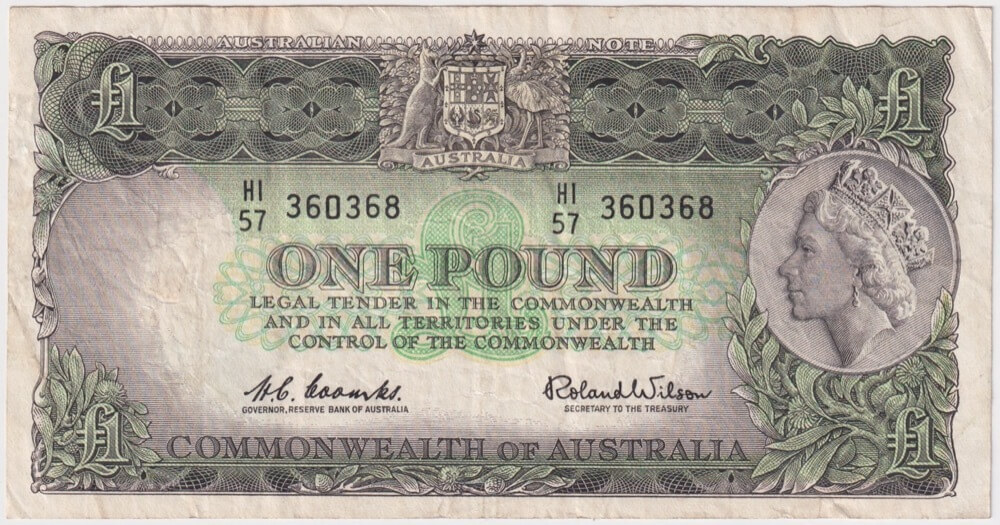 AUSTRALIAN NOTE
£1 £1
AUSTRALIA
HI 57 360368 HI 57 360368
ONE POUND
LEGAL TENDER IN THE COMMONWEALTH
AND IN ALL TERRITORIES UNDER THE
CONTROL OF THE COMMONWEALTH
H.C. Coombs. Roland Wilson
GOVERNOR, RESERVE BANK OF AUSTRALIA SECRETARY TO THE TREASURY
£1 £1
COMMONWEALTH OF AUSTRALIA